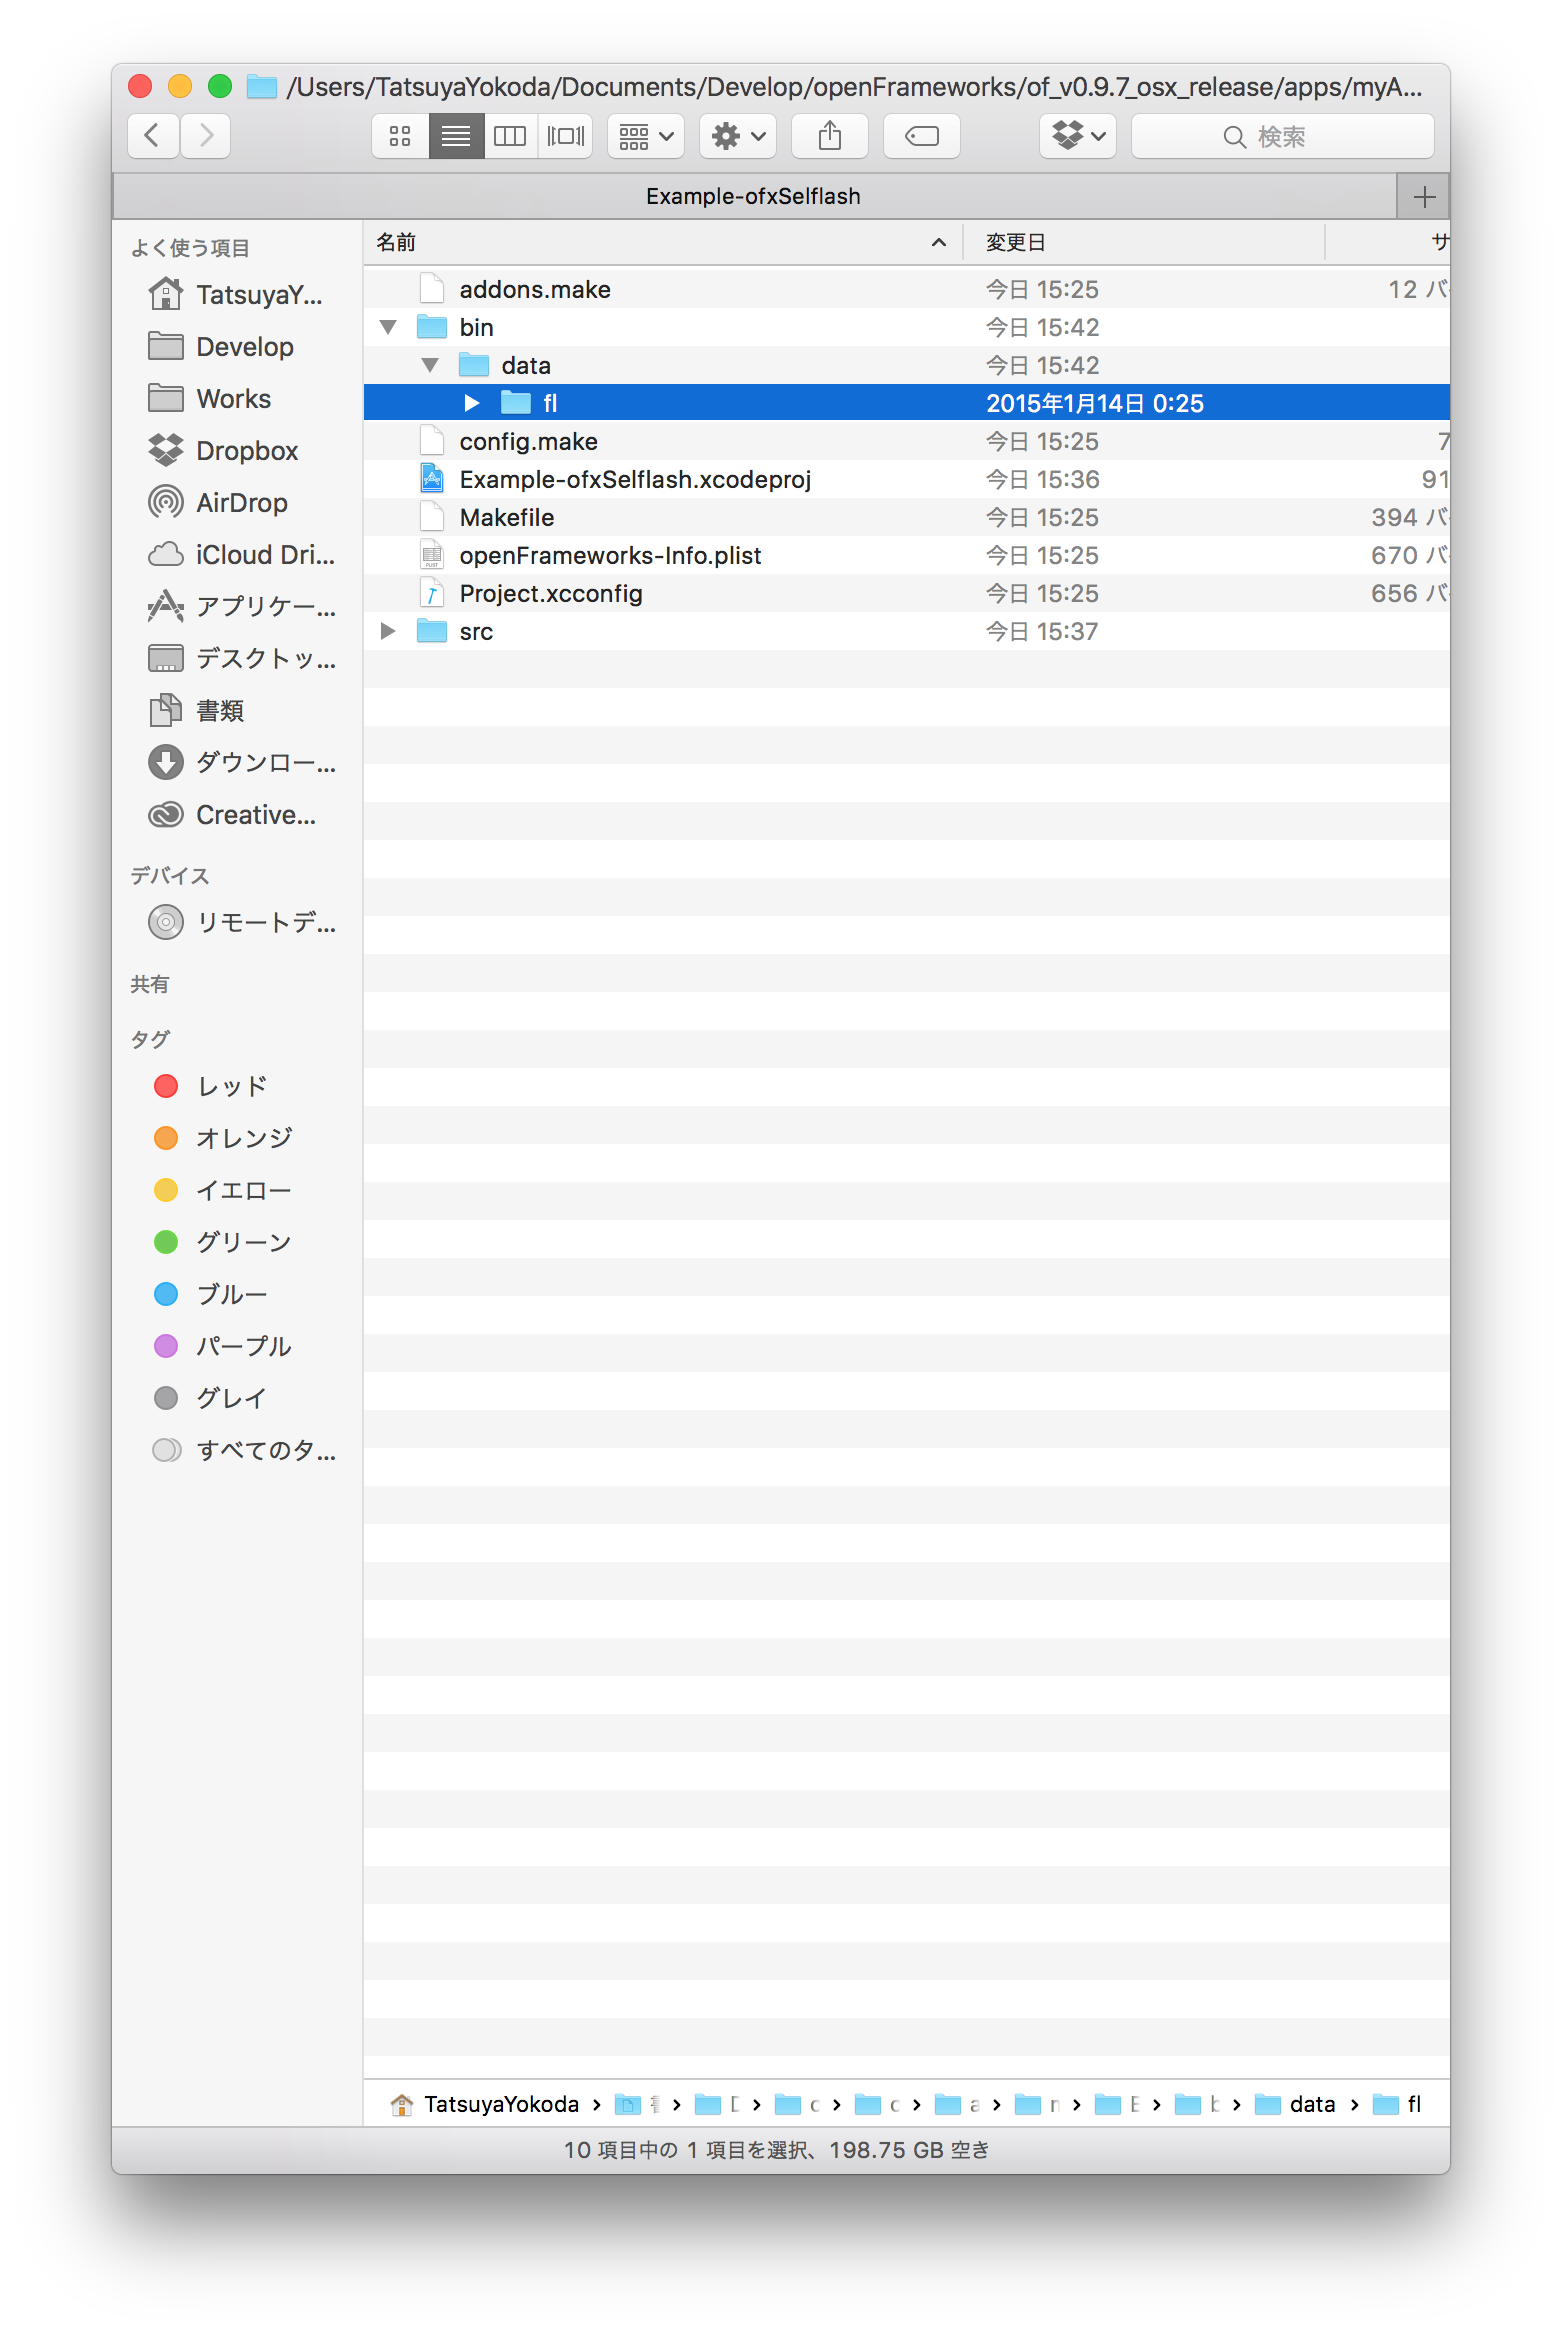 /Users/TatsuyaYokoda/Documents/Develop/openFrameworks/of_v0.9.7_osx_release/apps/myA...
検索
Example-ofxSelflash
よく使う項目
TatsuyaY...
Develop
Works
Dropbox
AirDrop
iCloud Dri...
アプリケー...
デスクトッ...
書類
ダウンロー...
Creative...
デバイス
リモートデ...
共有
タグ
レッド
オレンジ
イエロー
グリーン
ブルー
パープル
グレイ
すべてのタ...
名前 変更日 サ
addons.make 今日 15:25 12 バ
bin 今日 15:42
data 今日 15:42
fl 2015年1月14日 0:25
config.make 今日 15:25 7
Example-ofxSelflash.xcodeproj 今日 15:36 91
Makefile 今日 15:25 394 バ
openFrameworks-Info.plist 今日 15:25 670 バ
Project.xcconfig 今日 15:25 656 バ
src 今日 15:37
TatsuyaYokoda › › › › › › › › › data › fl
10 項目中の 1 項目を選択、198.75 GB 空き